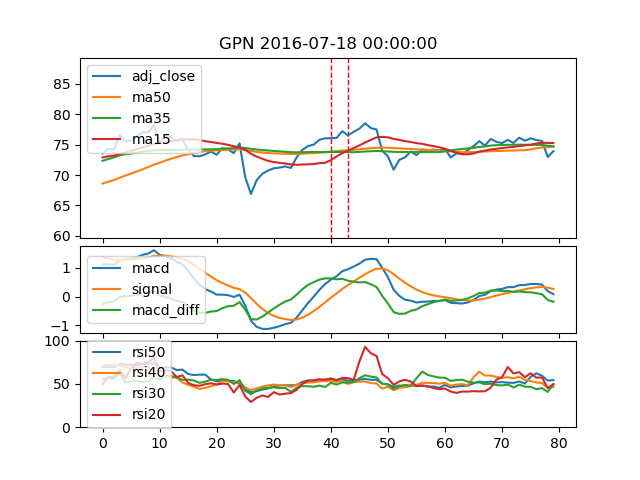 GPN 2016-07-18 00:00:00
85
80
75
70
65
60
adj_close
ma50
ma35
ma15
1
0
−1
macd
signal
macd_diff
100
50
0
rsi50
rsi40
rsi30
rsi20
0 10 20 30 40 50 60 70 80